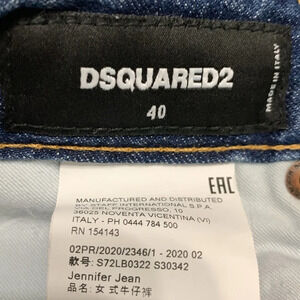 DSQUARED2
40
MADE IN ITALY
EAC
MANUFACTURED AND DISTRIBUTED
BY STAFF INTERNATIONAL S.P.A.
VIA DEL PROGRESSO, 10
36025 NOVENTA VICENTINA (VI)
ITALY - PH 0444 784 500
RN 154143
02PR/2020/2346/1 - 2020 02
款号: S72LB0322 S30342
Jennifer Jean
品名: 女 式牛仔裤